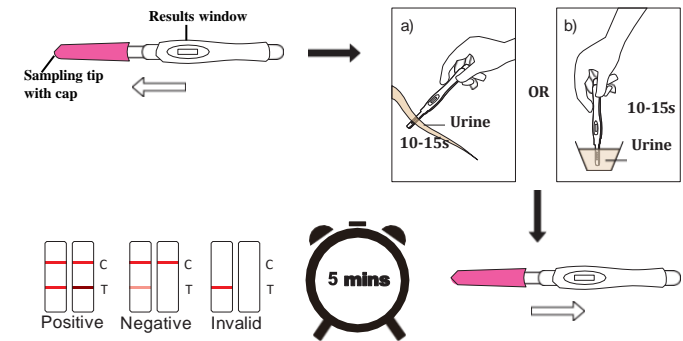 Results window
Sampling tip
with cap
a)
Urine
10-15s
OR
b)
10-15s
Urine
C
T
Positive
C
T
Negative
C
T
Invalid
5 mins